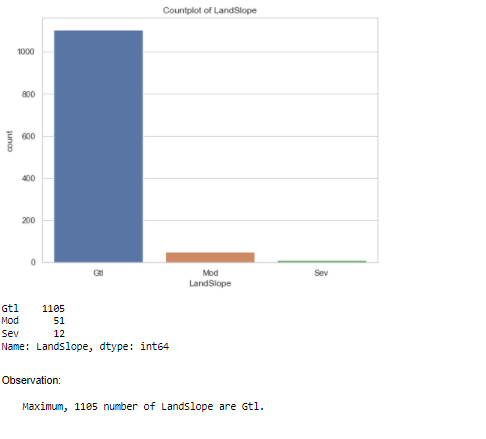 Countplot of LandSlope
1000
800
600
400
200
0
count
Gtl Mod Sev
LandSlope
Gtl 1105
Mod 51
Sev 12
Name: LandSlope, dtype: int64
Observation:
Maximum, 1105 number of LandSlope are Gtl.